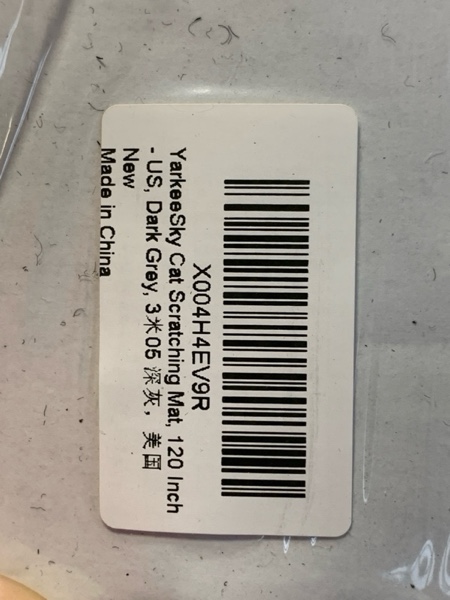 X004H4EV9R
YarkeeSky Cat Scratching Mat, 120 Inch
- US, Dark Grey, 3米05 深灰，美国
New
Made in China